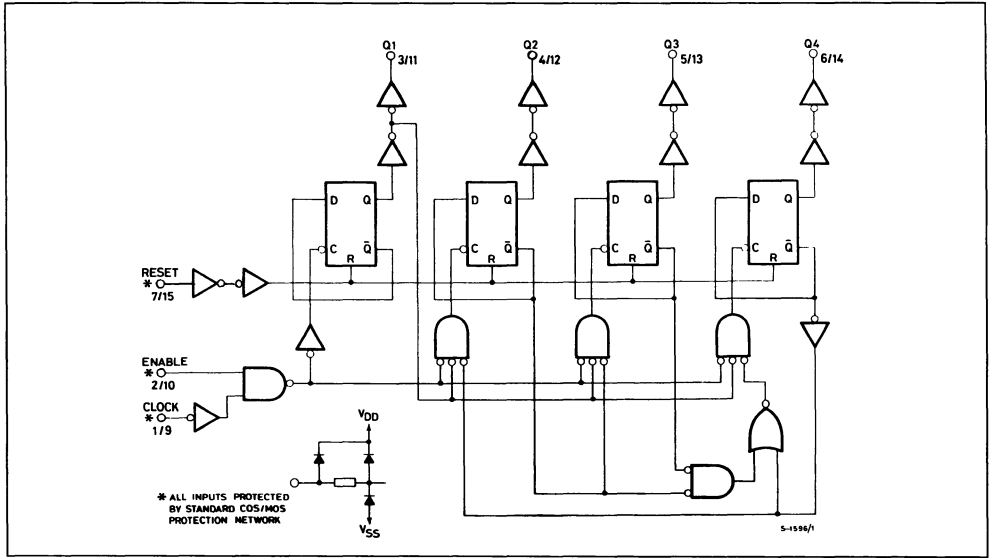 Q1
3/11
Q2
4/12
Q3
5/13
Q4
6/14
D Q
C Q̄
R
D Q
C Q̄
R
D Q
C Q̄
R
D Q
C Q̄
R
RESET
*
7/15
ENABLE
*
2/10
CLOCK
*
1/9
VDD
VSS
* ALL INPUTS PROTECTED
BY STANDARD COS/MOS
PROTECTION NETWORK
S-1596/1